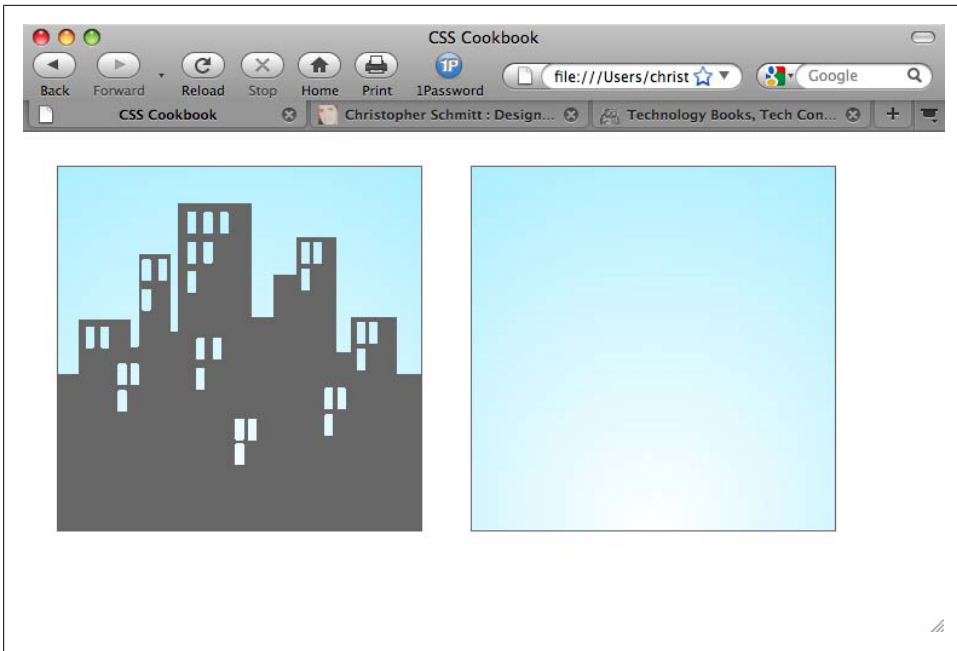 CSS Cookbook
1P
file:///Users/christ
Google
Back Forward Reload Stop Home Print 1Password
CSS Cookbook
Christopher Schmitt : Design...
Technology Books, Tech Con...
+